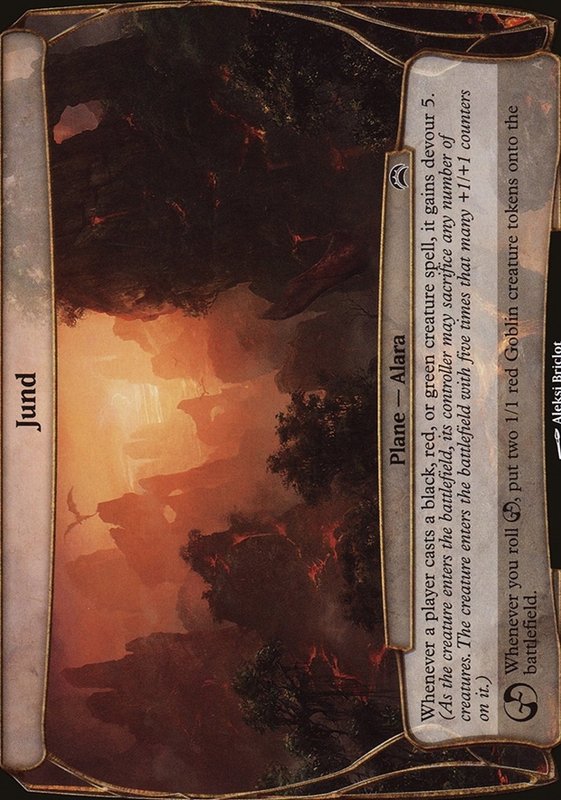 Jund
Plane — Alara
Whenever a player casts a black, red, or green creature spell, it gains devour 5.
(As the creature enters the battlefield, its controller may sacrifice any number of
creatures. The creature enters the battlefield with five times that many +1/+1 counters
on it.)
Whenever you roll , put two 1/1 red Goblin creature tokens onto the
battlefield.
Aleksi Briclot